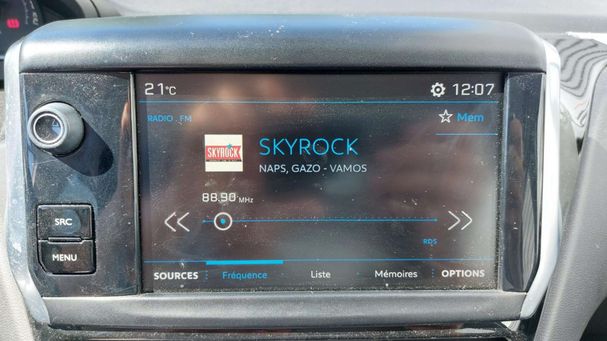 21°C 12:07
RADIO FM ☆ Mem
SKYROCK
SKYROCK
NAPS, GAZO - VAMOS
88.90 MHz
RDS
SRC
MENU
SOURCES Fréquence Liste Mémoires OPTIONS